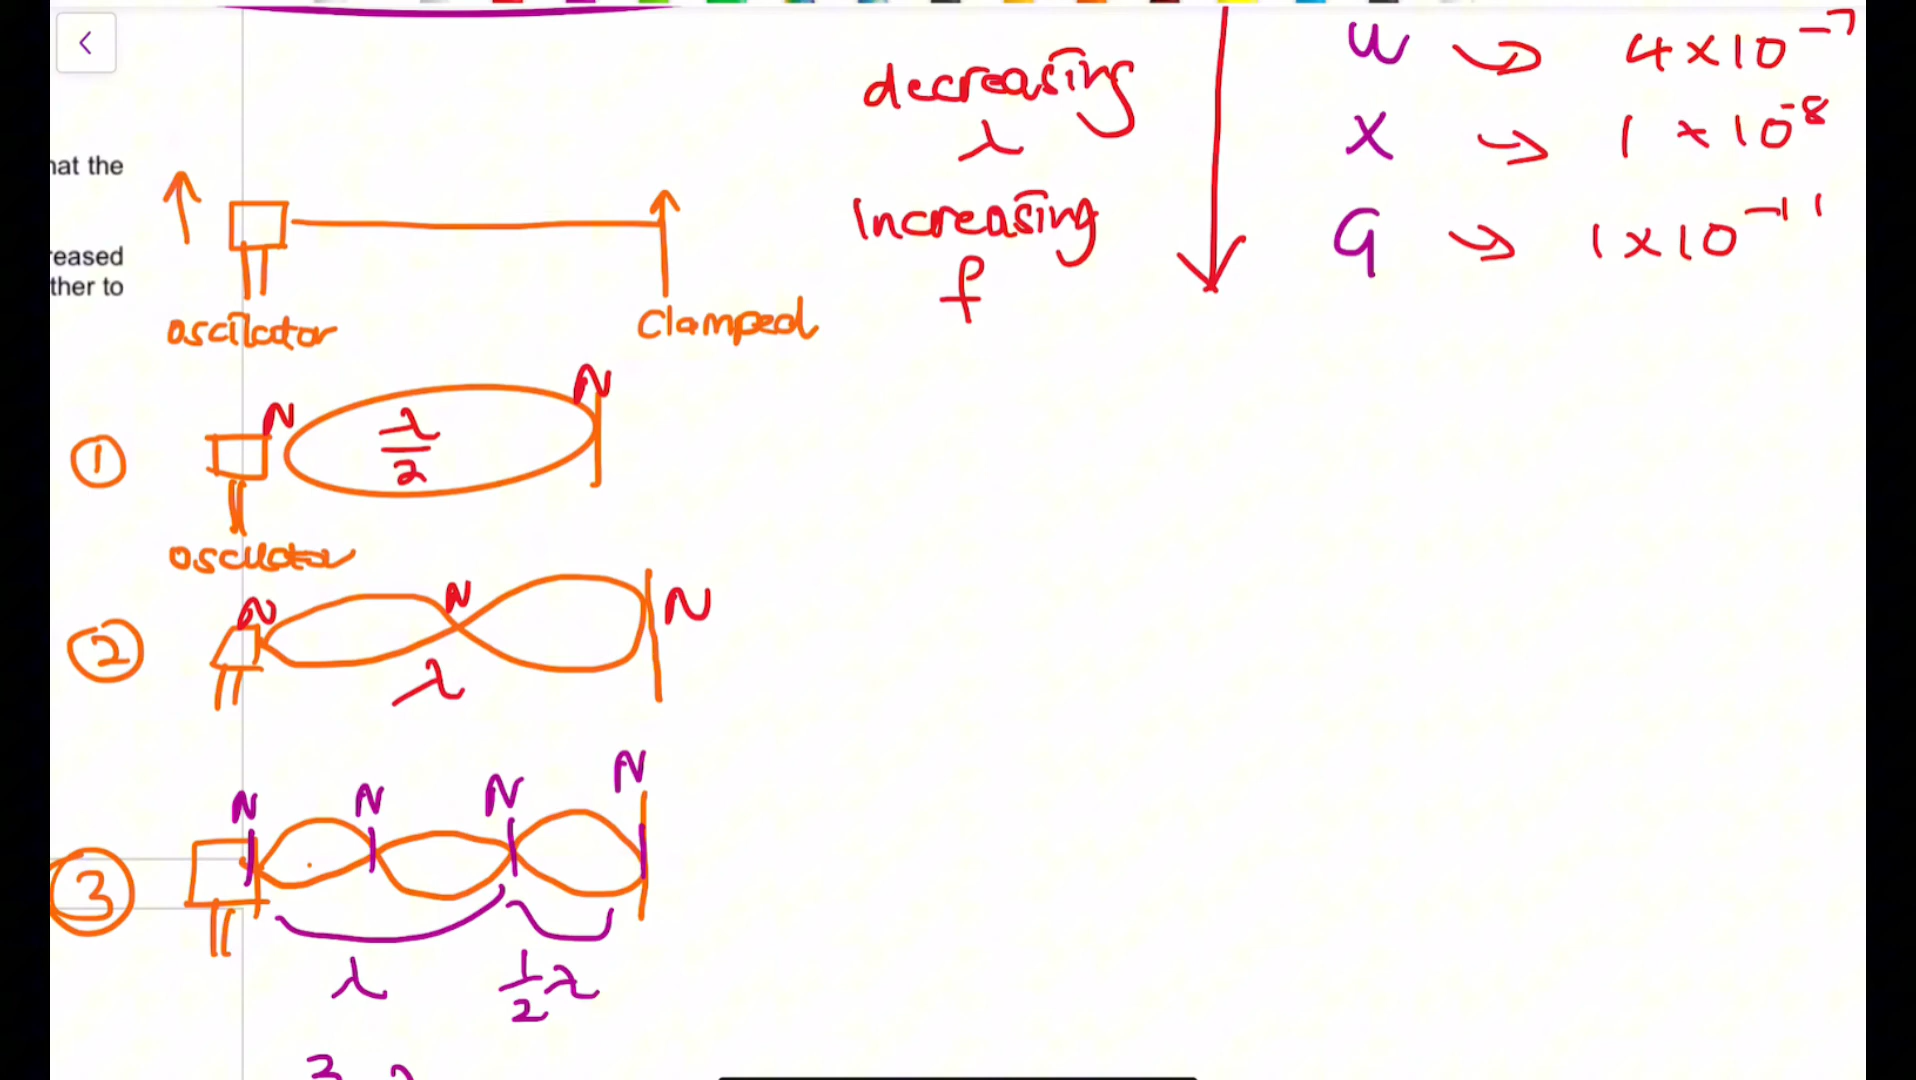 hat the
eased
ther to
oscilator
Clamped
decreasing
λ
Increasing
f
U → 4 x 10⁻⁷
X → 1 x 10⁻⁸
G → 1 x 10⁻¹¹
① N λ/2 N
oscilator
② N N N
λ
③ N N N N
λ ½λ